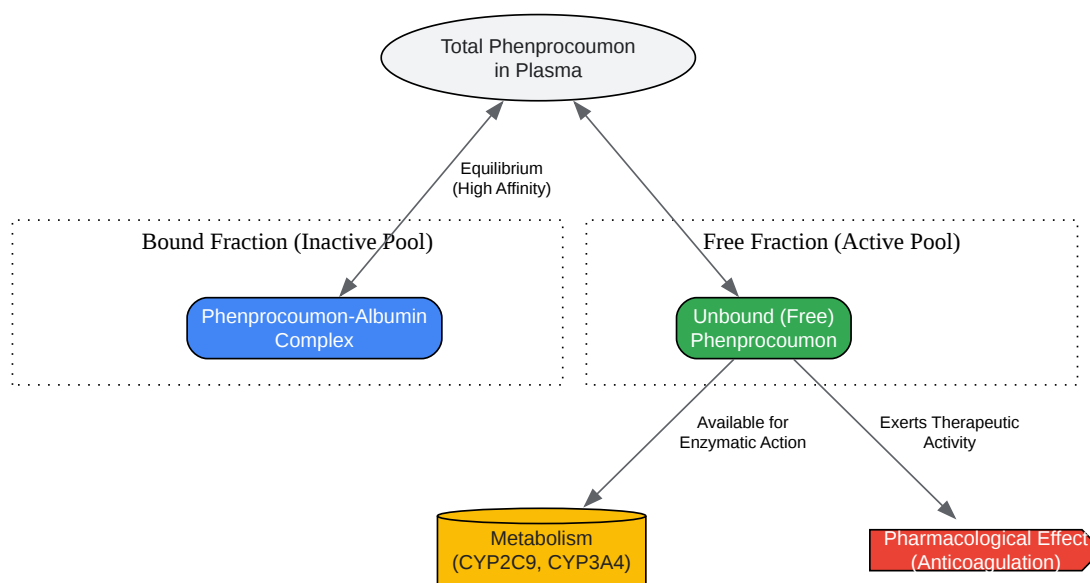 Total Phenprocoumon
in Plasma
Equilibrium
(High Affinity)
Bound Fraction (Inactive Pool)
Free Fraction (Active Pool)
Phenprocoumon-Albumin
Complex
Unbound (Free)
Phenprocoumon
Available for
Enzymatic Action
Exerts Therapeutic
Activity
Metabolism
(CYP2C9, CYP3A4)
Pharmacological Effect
(Anticoagulation)